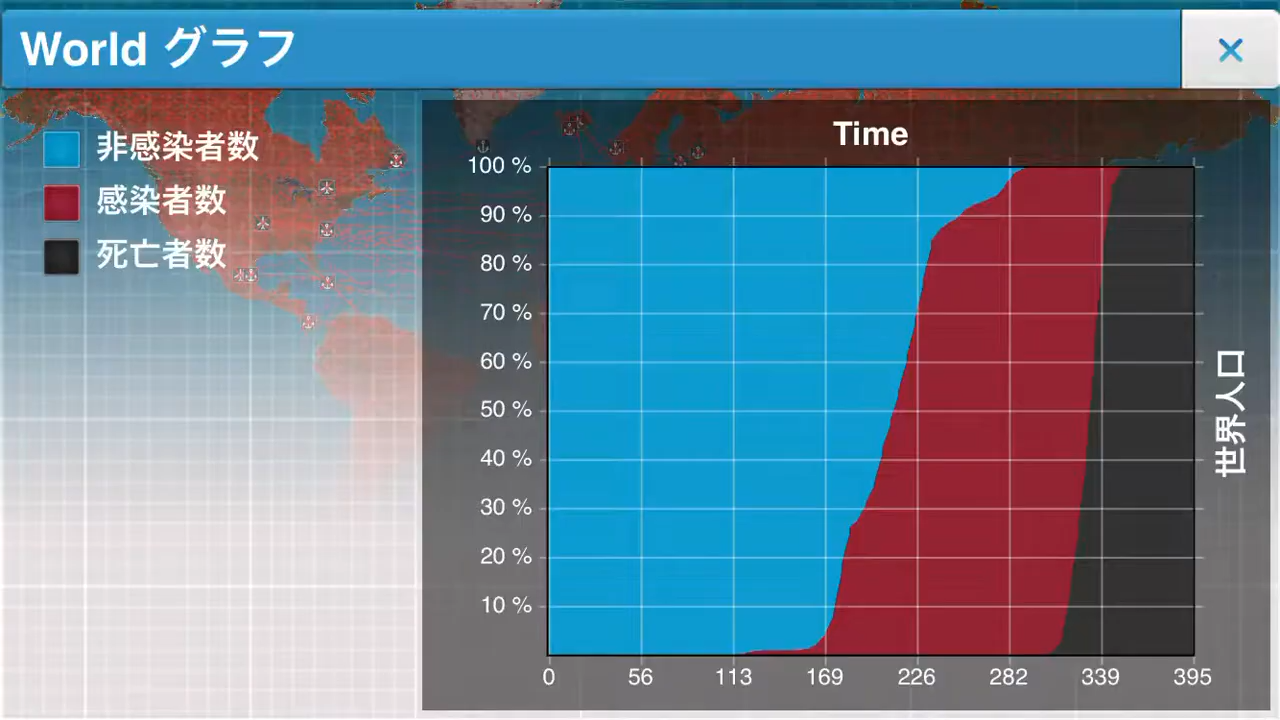 World グラフ
非感染者数
感染者数
死亡者数
Time
100 %
90 %
80 %
70 %
60 %
50 %
40 %
30 %
20 %
10 %
0 56 113 169 226 282 339 395
世界人口